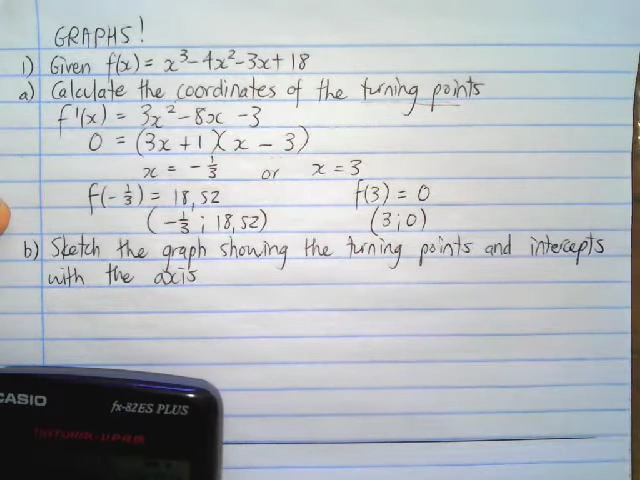 GRAPHS!
1) Given f(x) = x³-4x²-3x+18
a) Calculate the coordinates of the turning points
f'(x) = 3x²-8x-3
0 = (3x+1)(x-3)
x = -1/3 or x = 3
f(-1/3) = 18,52 f(3) = 0
(-1/3; 18,52) (3;0)
b) Sketch the graph showing the turning points and intercepts
with the axis
CASIO fx-82ES PLUS